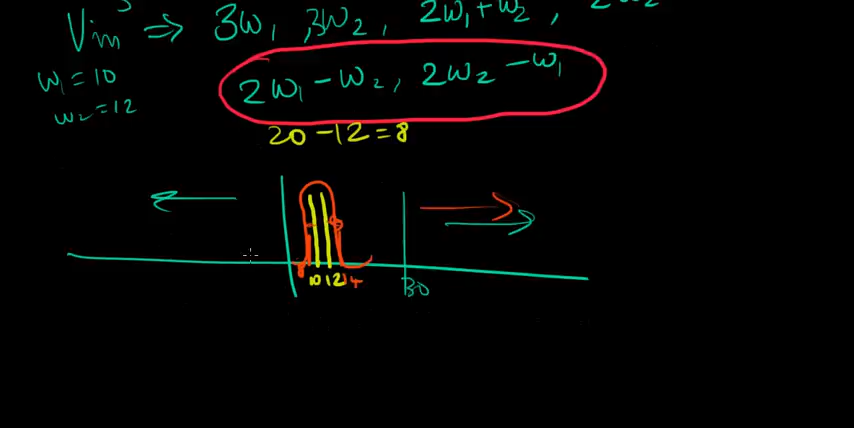 Vin³ ⇒ 3ω₁, 3ω₂, 2ω₁+ω₂,
ω₁ = 10
2ω₁ − ω₂, 2ω₂ − ω₁
ω₂ = 12
20 − 12 = 8
8 10 12 14 30